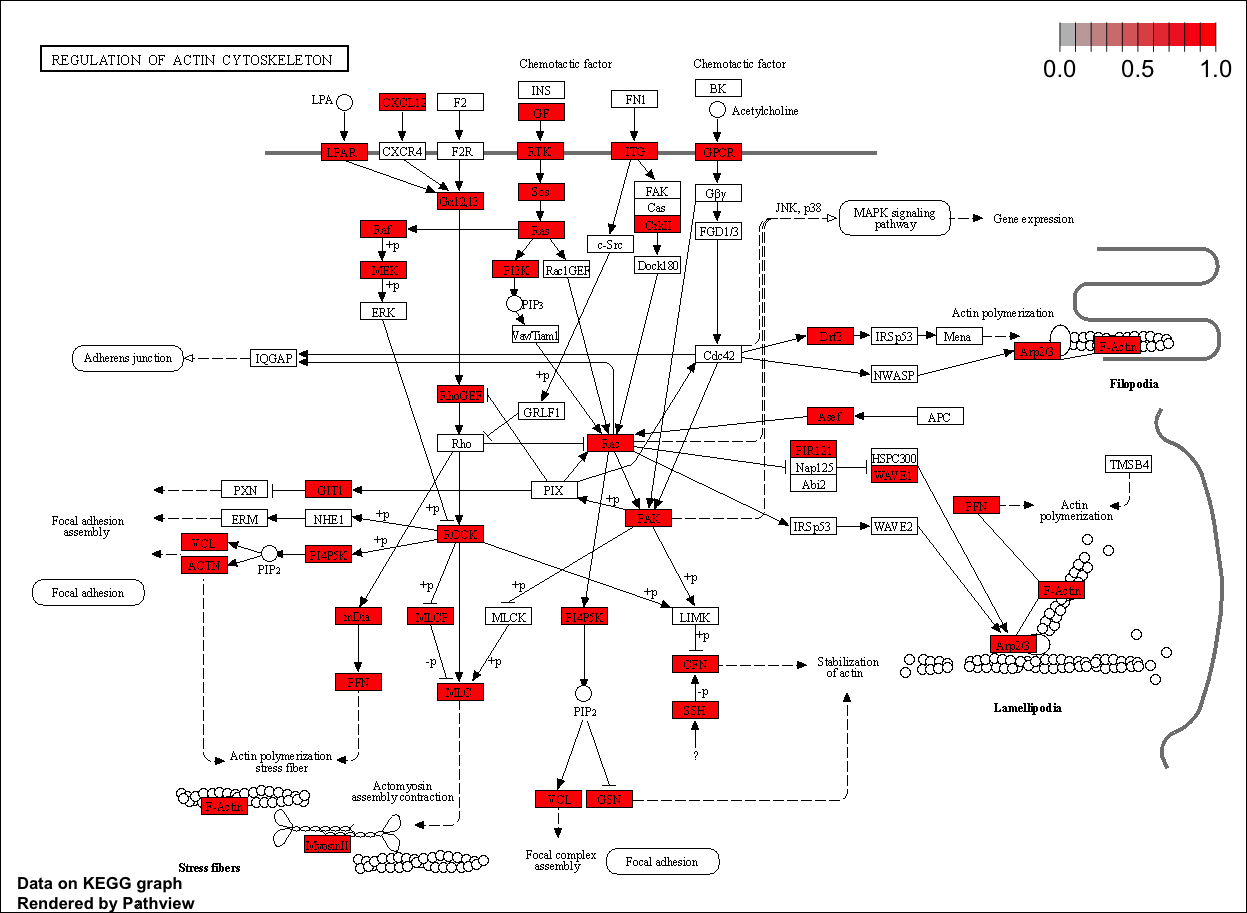 REGULATION OF ACTIN CYTOSKELETON
0.0 0.5 1.0
Chemotactic factor
Chemotactic factor
LPA
CXCL12
F2
INS
GF
FN1
BK
Acetylcholine
LPAR
CXCR4
F2R
RTK
ITG
GPCR
Gα12,13
Sos
FAK
Cas
CrkII
Gβγ
JNK, p38
MAPK signaling
pathway
Gene expression
Raf
Ras
c-Src
FGD1/3
+p
MEK
PI3K
Rac1GEF
Dock180
+p
ERK
PIP3
Vav/Tiam1
Actin polymerization
Drf3
IRSp53
Mena
Arp2/3
F-Actin
Adherens junction
IQGAP
Cdc42
NWASP
Filopodia
+p
RhoGEF
GRLF1
Asef
APC
Rho
Rac
PIR121
Nap125
Abi2
HSPC300
WAVE1
TMSB4
PXN
GIT1
PIX
+p
PAK
PFN
Actin
polymerization
Focal adhesion
assembly
ERM
NHE1
+p
+p
ROCK
IRSp53
WAVE2
VCL
ACTN
PIP2
PI4P5K
+p
Focal adhesion
+p
+p
+p
+p
F-Actin
mDia
MLCP
MLCK
PI4P5K
LIMK
+p
Arp2/3
-p
+p
CFN
Stabilization
of actin
PFN
MLC
-p
SSH
Lamellipodia
PIP2
?
Actin polymerization
stress fiber
Actomyosin
assembly contraction
F-Actin
VCL
GSN
MyosinII
Stress fibers
Focal complex
assembly
Focal adhesion
Data on KEGG graph
Rendered by Pathview